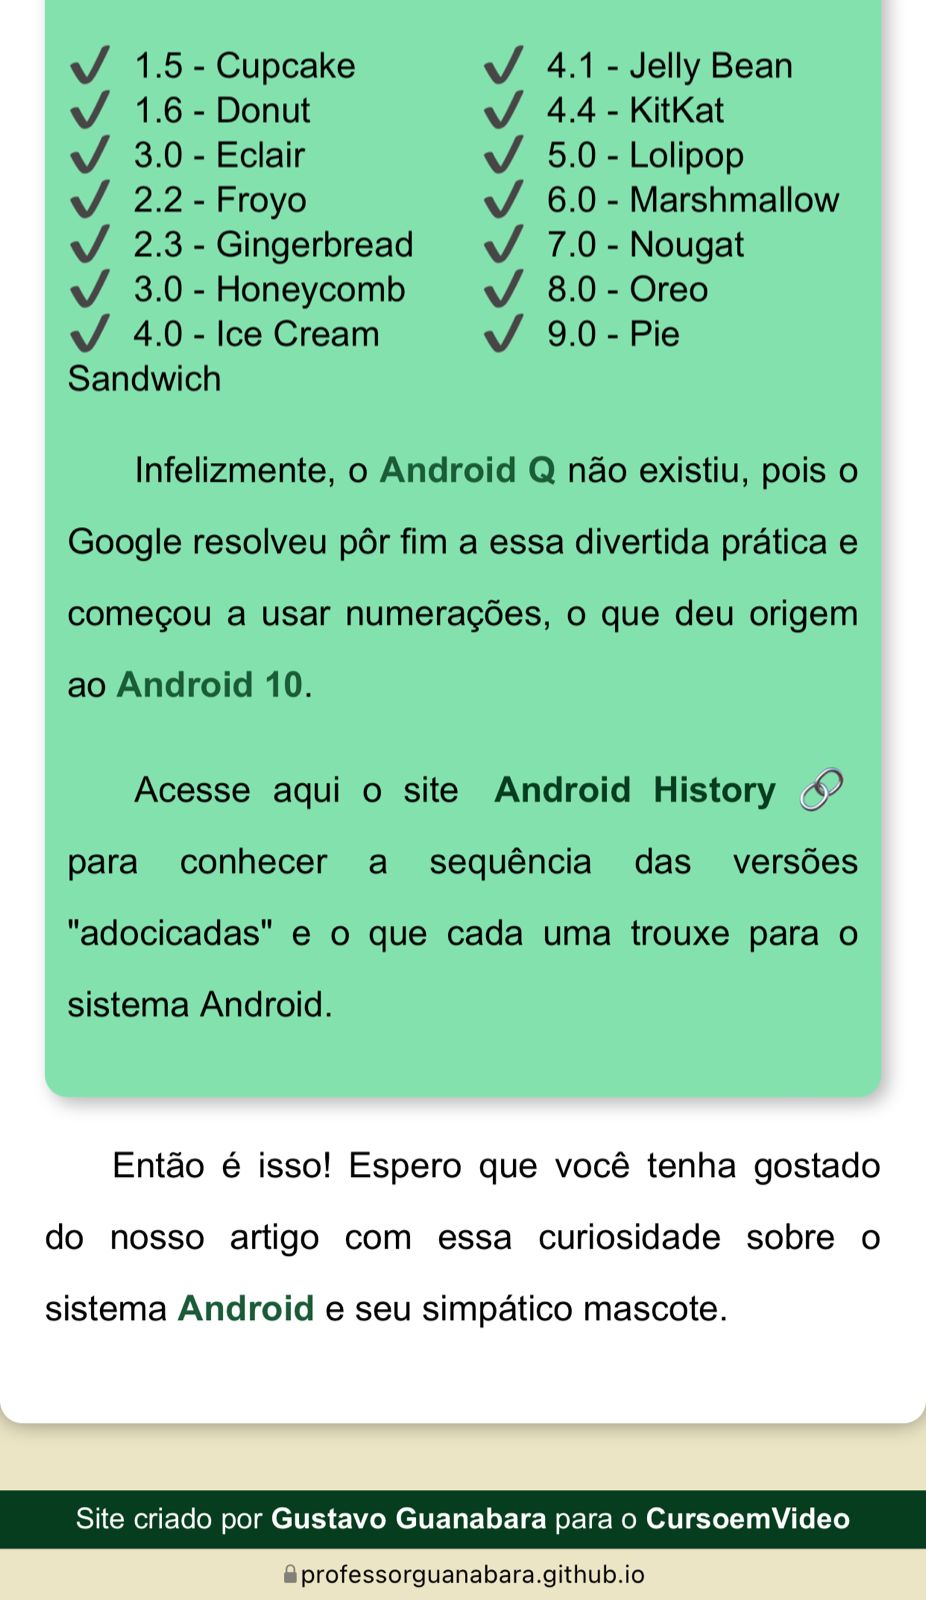 ✔ 1.5 - Cupcake
✔ 1.6 - Donut
✔ 3.0 - Eclair
✔ 2.2 - Froyo
✔ 2.3 - Gingerbread
✔ 3.0 - Honeycomb
✔ 4.0 - Ice Cream
Sandwich
✔ 4.1 - Jelly Bean
✔ 4.4 - KitKat
✔ 5.0 - Lolipop
✔ 6.0 - Marshmallow
✔ 7.0 - Nougat
✔ 8.0 - Oreo
✔ 9.0 - Pie
Infelizmente, o Android Q não existiu, pois o
Google resolveu pôr fim a essa divertida prática e
começou a usar numerações, o que deu origem
ao Android 10.
Acesse aqui o site Android History 🔗
para conhecer a sequência das versões
"adocicadas" e o que cada uma trouxe para o
sistema Android.
Então é isso! Espero que você tenha gostado
do nosso artigo com essa curiosidade sobre o
sistema Android e seu simpático mascote.
Site criado por Gustavo Guanabara para o CursoemVideo
professorguanabara.github.io